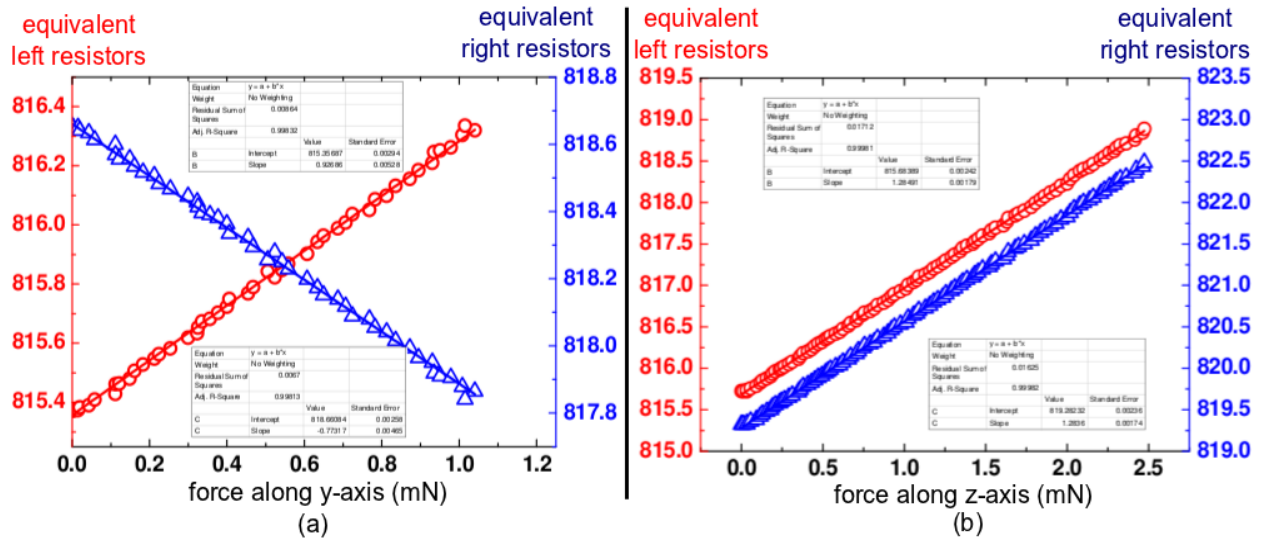 equivalent
left resistors
equivalent
right resistors
816.4
816.2
816.0
815.8
815.6
815.4
818.8
818.6
818.4
818.2
818.0
817.8
Equation y = a + b*x
Weight No Weighting
Residual Sum of
Squares
0.00864
Adj. R-Square 0.99832
Value Standard Error
B Intercept 815.35687 0.00294
B Slope 0.92686 0.00528
Equation y = a + b*x
Weight No Weighting
Residual Sum of
Squares
0.0067
Adj. R-Square 0.99813
Value Standard Error
C Intercept 818.66084 0.00258
C Slope -0.77317 0.00465
0.0 0.2 0.4 0.6 0.8 1.0 1.2
force along y-axis (mN)
(a)
equivalent
left resistors
equivalent
right resistors
819.5
819.0
818.5
818.0
817.5
817.0
816.5
816.0
815.5
815.0
823.5
823.0
822.5
822.0
821.5
821.0
820.5
820.0
819.5
819.0
Equation y = a + b*x
Weight No Weighting
Residual Sum of
Squares
0.01712
Adj. R-Square 0.99981
Value Standard Error
B Intercept 815.68389 0.00242
B Slope 1.28491 0.00179
Equation y = a + b*x
Weight No Weighting
Residual Sum of
Squares
0.01625
Adj. R-Square 0.99982
Value Standard Error
C Intercept 819.28232 0.00236
C Slope 1.2836 0.00174
0.0 0.5 1.0 1.5 2.0 2.5
force along z-axis (mN)
(b)